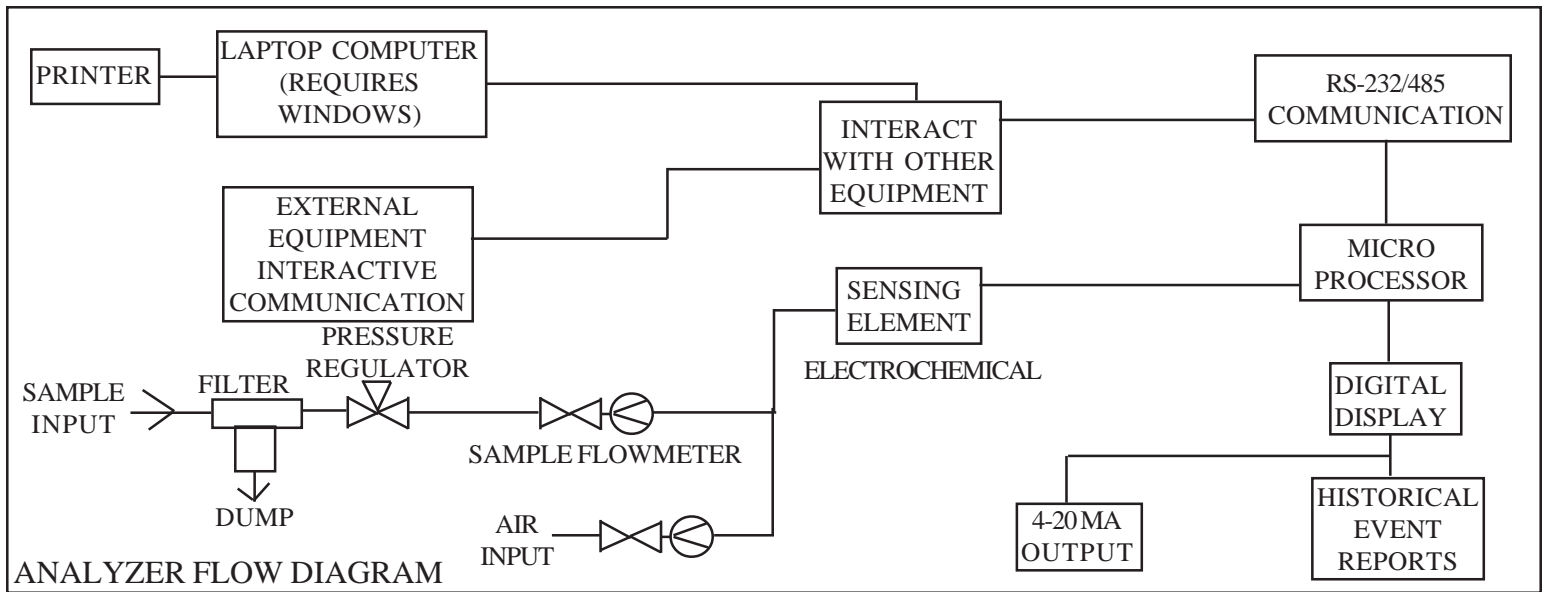 PRINTER
LAPTOP COMPUTER
(REQUIRES
WINDOWS)
INTERACT
WITH OTHER
EQUIPMENT
RS-232/485
COMMUNICATION
EXTERNAL
EQUIPMENT
INTERACTIVE
COMMUNICATION
MICRO
PROCESSOR
SENSING
ELEMENT
ELECTROCHEMICAL
PRESSURE
REGULATOR
FILTER
SAMPLE
INPUT
DUMP
SAMPLE FLOWMETER
AIR
INPUT
DIGITAL
DISPLAY
4-20 MA
OUTPUT
HISTORICAL
EVENT
REPORTS
ANALYZER FLOW DIAGRAM